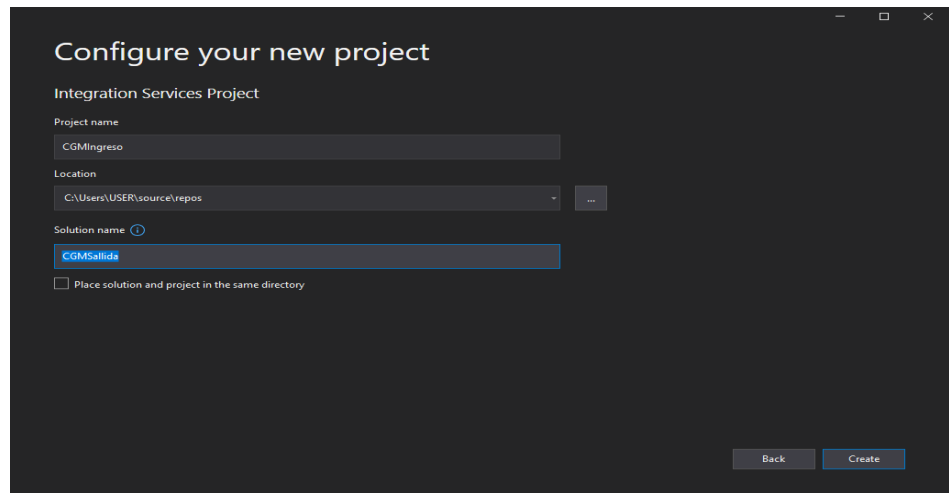 Configure your new project
Integration Services Project
Project name
CGMIngreso
Location
C:\Users\USER\source\repos
...
Solution name
CGMSallida
Place solution and project in the same directory
Back
Create